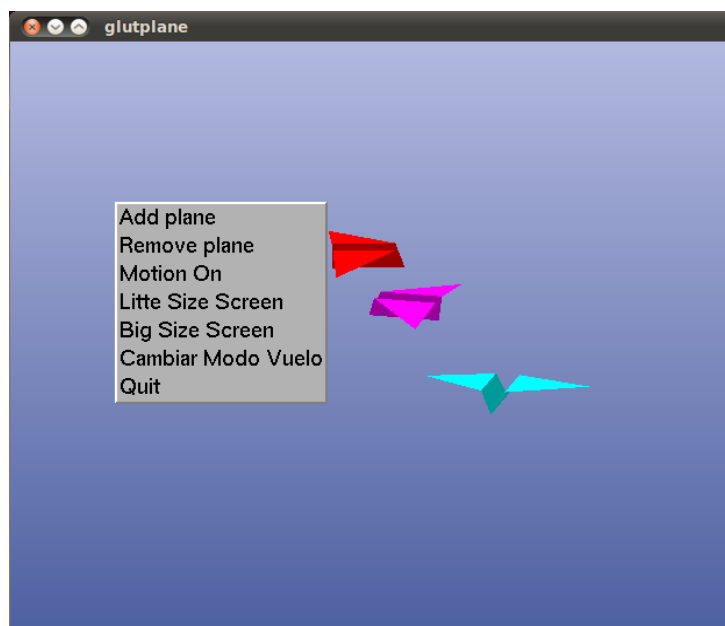 glutplane
Add plane
Remove plane
Motion On
Litte Size Screen
Big Size Screen
Cambiar Modo Vuelo
Quit